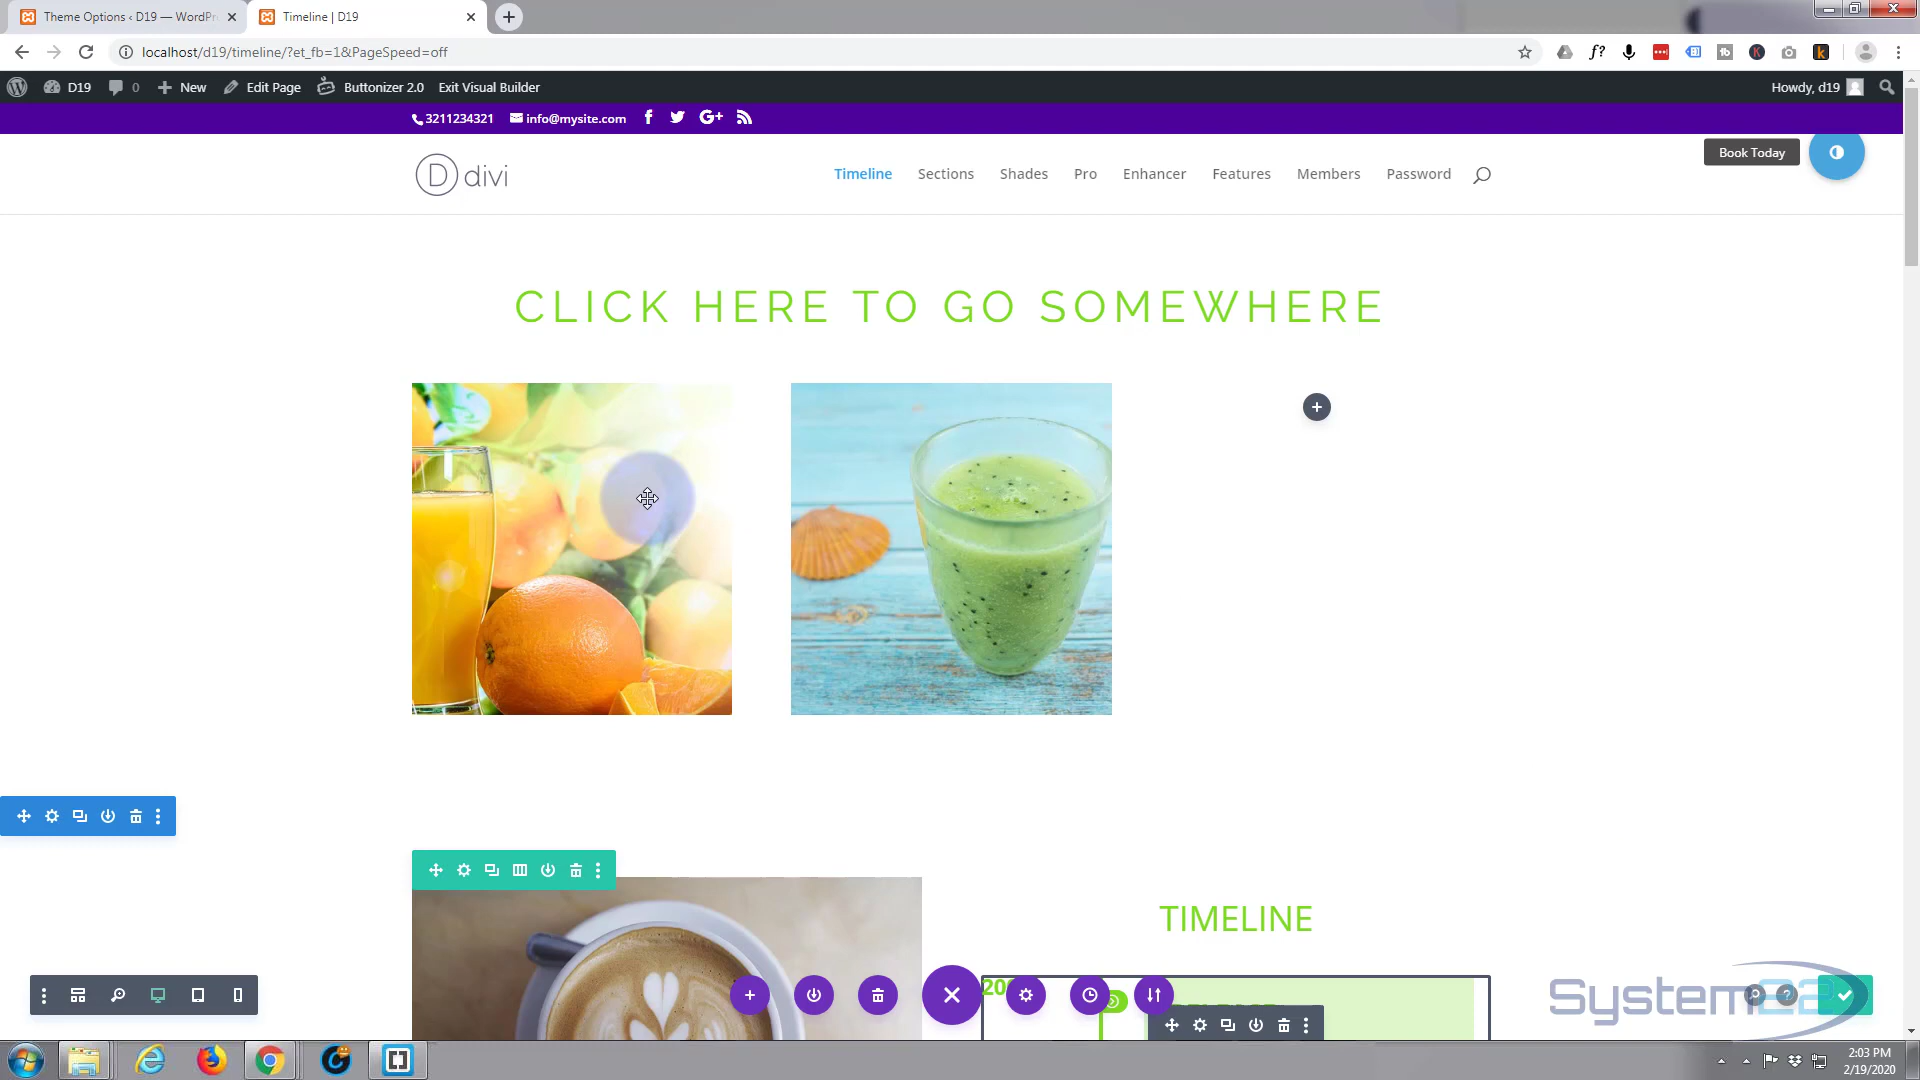 Theme Options ‹ D19 — WordPr
Timeline | D19
localhost/d19/timeline/?et_fb=1&PageSpeed=off
D19
0
New
Edit Page
Buttonizer 2.0
Exit Visual Builder
Howdy, d19
3211234321
info@mysite.com
G+
D divi
Timeline
Sections
Shades
Pro
Enhancer
Features
Members
Password
Book Today
CLICK HERE TO GO SOMEWHERE
TIMELINE
2:03 PM
2/19/2020